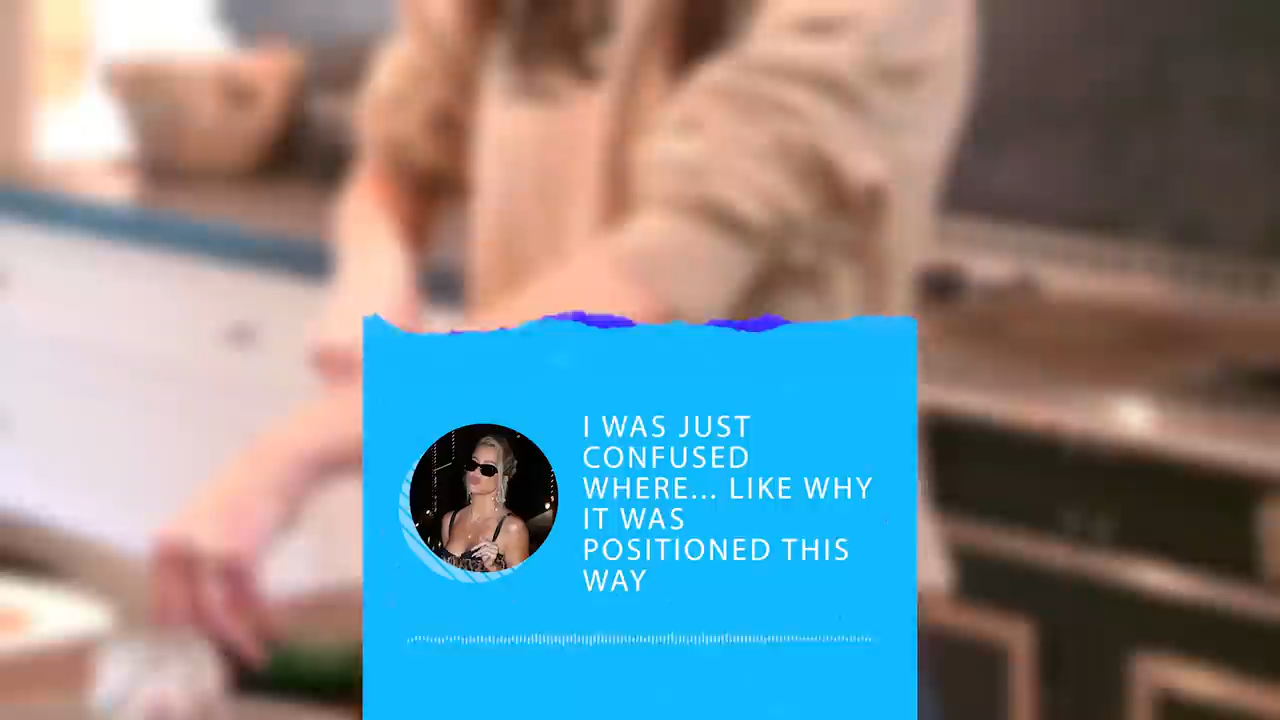 I WAS JUST
CONFUSED
WHERE... LIKE WHY
IT WAS
POSITIONED THIS
WAY